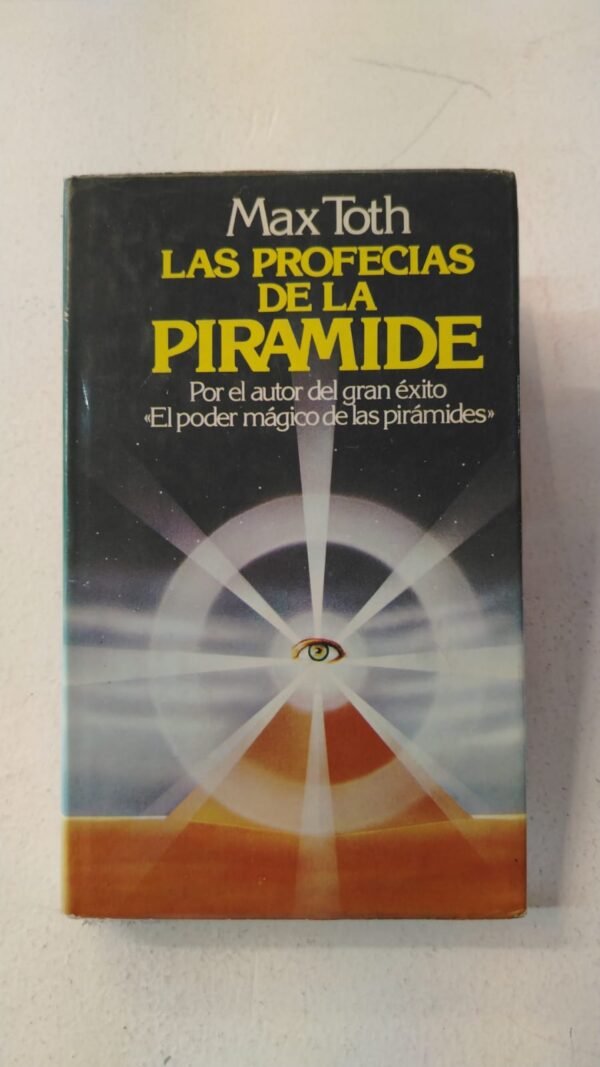 Max Toth
LAS PROFECIAS
DE LA
PIRAMIDE
Por el autor del gran éxito
«El poder mágico de las pirámides»